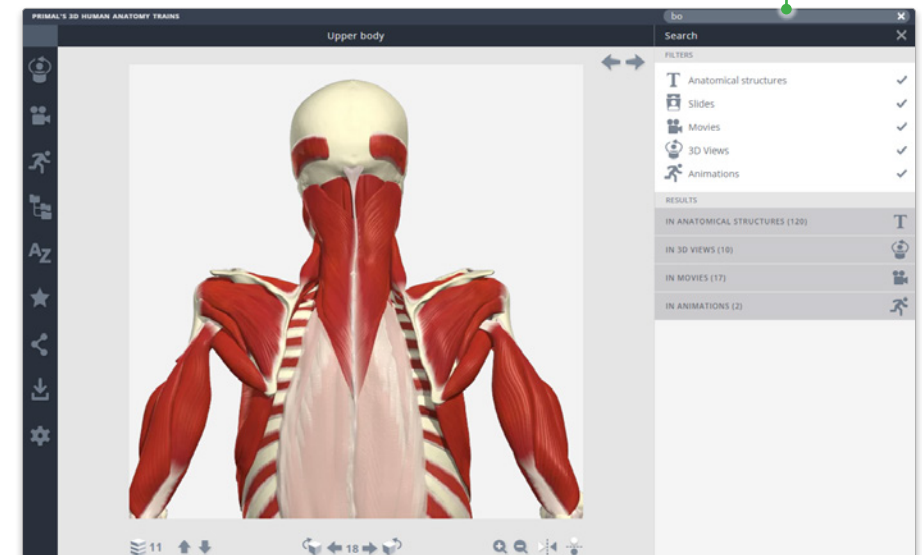 PRIMAL'S 3D HUMAN ANATOMY TRAINS
bo
Upper body
Search
FILTERS
Anatomical structures
Slides
Movies
3D Views
Animations
RESULTS
IN ANATOMICAL STRUCTURES (120)
T
IN 3D VIEWS (10)
IN MOVIES (17)
IN ANIMATIONS (2)
AZ
11
18